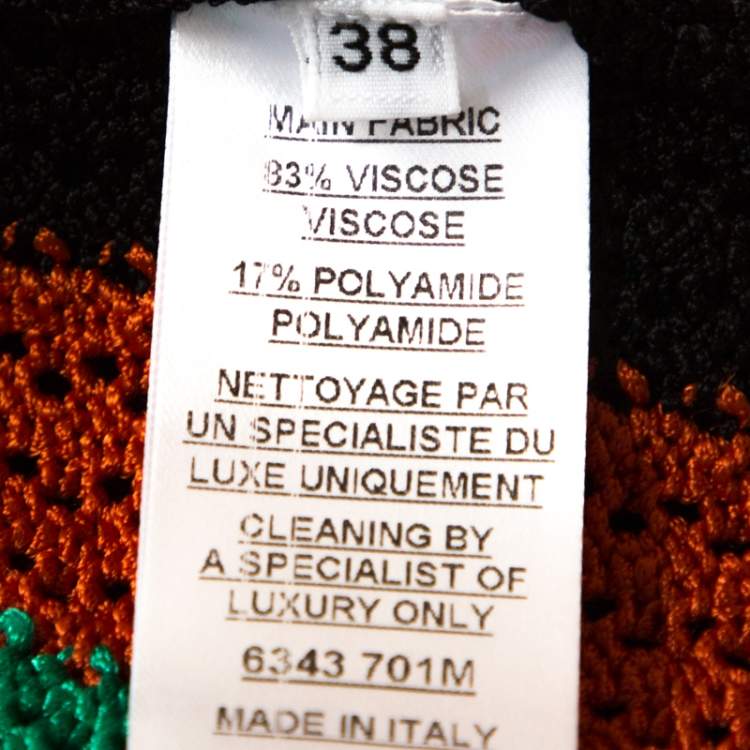 38
MAIN FABRIC
83% VISCOSE
VISCOSE
17% POLYAMIDE
POLYAMIDE
NETTOYAGE PAR
UN SPECIALISTE DU
LUXE UNIQUEMENT
CLEANING BY
A SPECIALIST OF
LUXURY ONLY
6343 701M
MADE IN ITALY